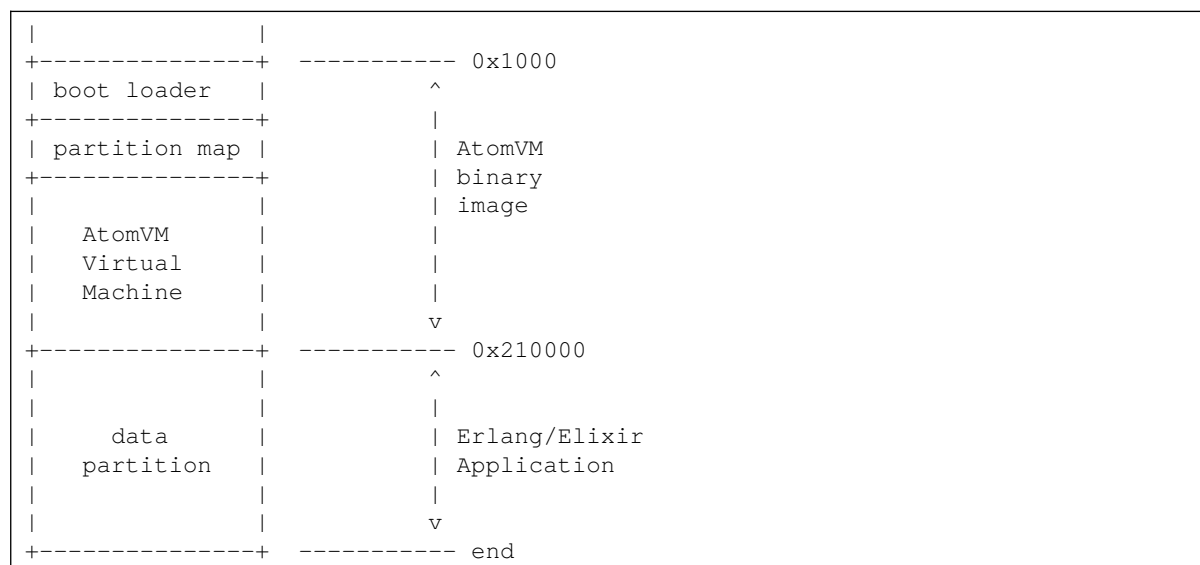 |               |
+---------------+  ----------- 0x1000
| boot loader   |           ^
+---------------+           |
| partition map |           | AtomVM
+---------------+           | binary
|               |           | image
|   AtomVM      |           |
|   Virtual     |           |
|   Machine     |           |
|               |           v
+---------------+  ----------- 0x210000
|               |           ^
|               |           |
|     data      |           | Erlang/Elixir
|   partition   |           | Application
|               |           |
|               |           v
+---------------+  ----------- end